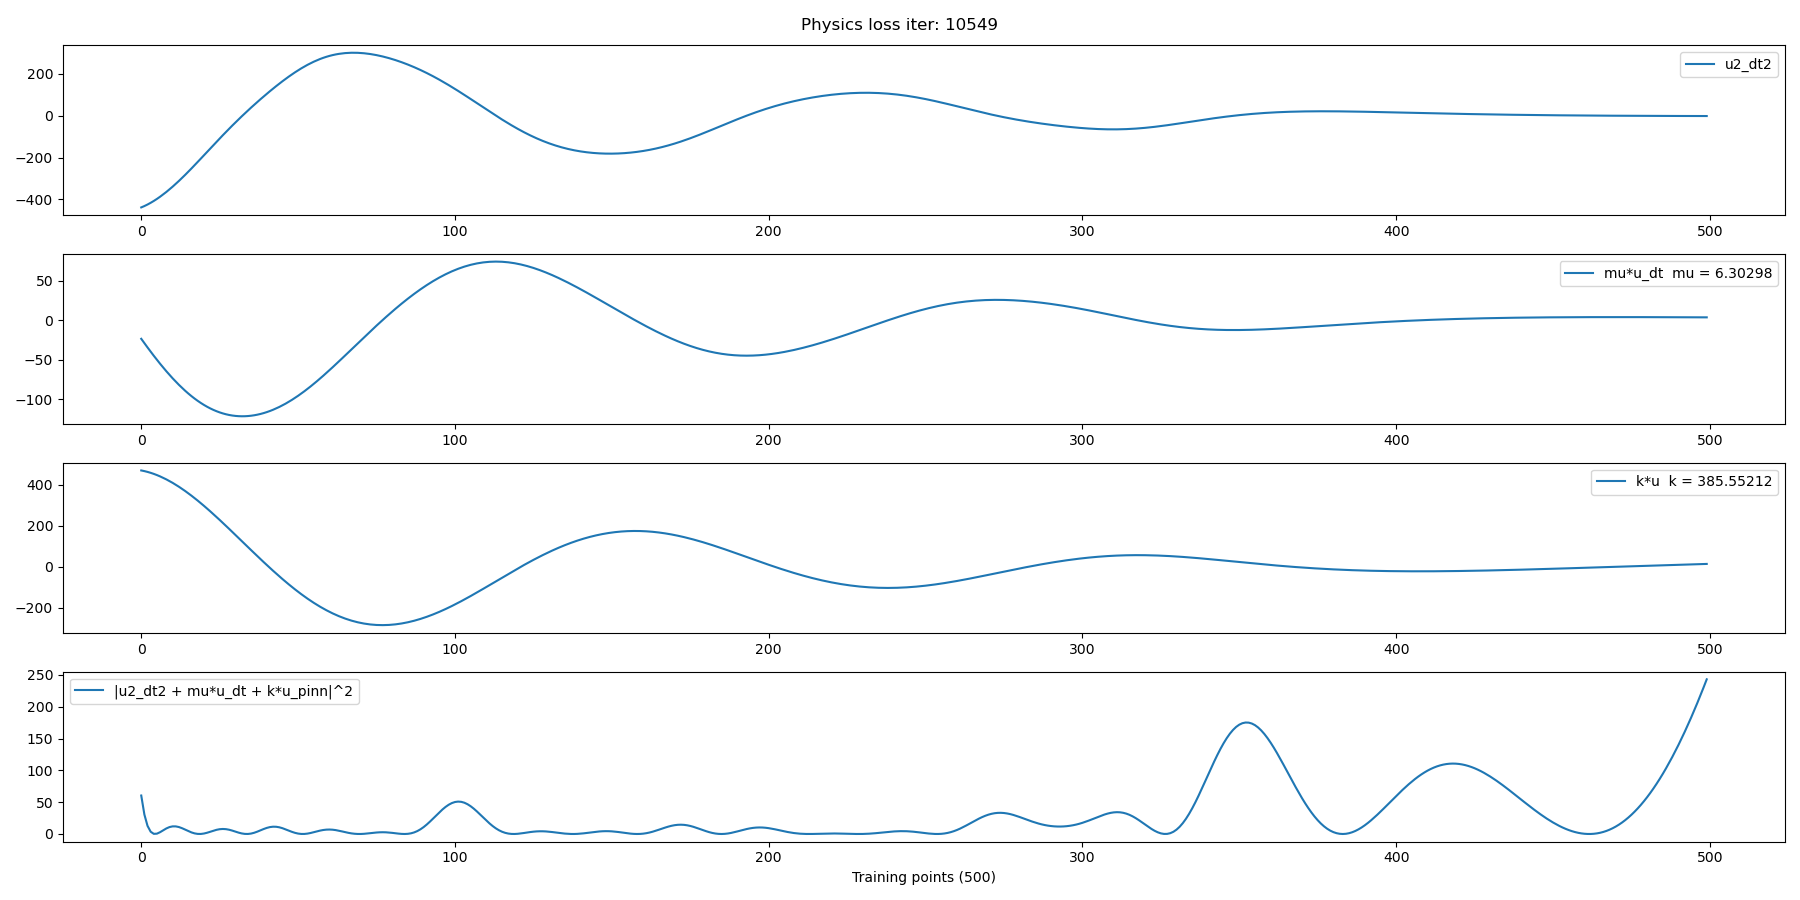 Physics loss iter: 10549
200
0
−200
−400
u2_dt2
0 100 200 300 400 500
50
0
−50
−100
mu*u_dt  mu = 6.30298
0 100 200 300 400 500
400
200
0
−200
k*u  k = 385.55212
0 100 200 300 400 500
250
200
150
100
50
0
|u2_dt2 + mu*u_dt + k*u_pinn|^2
0 100 200 300 400 500
Training points (500)